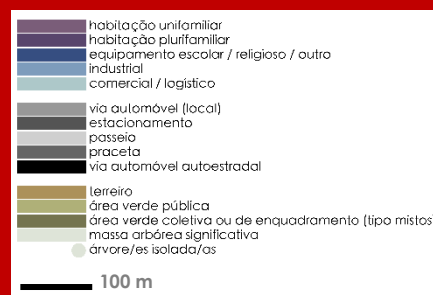 habitação unifamiliar
habitação plurifamiliar
equipamento escolar / religioso / outro
industrial
comercial / logístico
via automóvel (local)
estacionamento
passeio
praceta
via automóvel autoestradal
terreiro
área verde pública
área verde coletiva ou de enquadramento (tipo mistos
massa arbórea significativa
árvore/es isolada/as
100 m